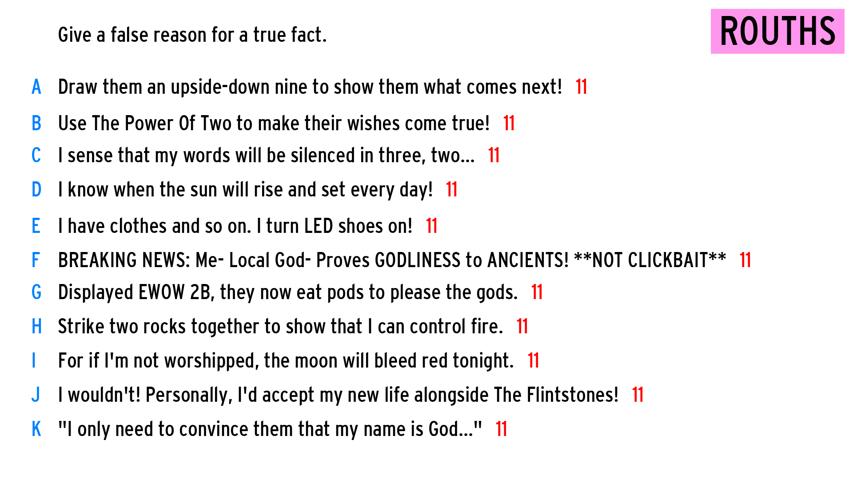 Give a false reason for a true fact.
ROUTHS
A Draw them an upside-down nine to show them what comes next! 11
B Use The Power Of Two to make their wishes come true! 11
C I sense that my words will be silenced in three, two... 11
D I know when the sun will rise and set every day! 11
E I have clothes and so on. I turn LED shoes on! 11
F BREAKING NEWS: Me- Local God- Proves GODLINESS to ANCIENTS! **NOT CLICKBAIT** 11
G Displayed EWOW 2B, they now eat pods to please the gods. 11
H Strike two rocks together to show that I can control fire. 11
I For if I'm not worshipped, the moon will bleed red tonight. 11
J I wouldn't! Personally, I'd accept my new life alongside The Flintstones! 11
K "I only need to convince them that my name is God..." 11